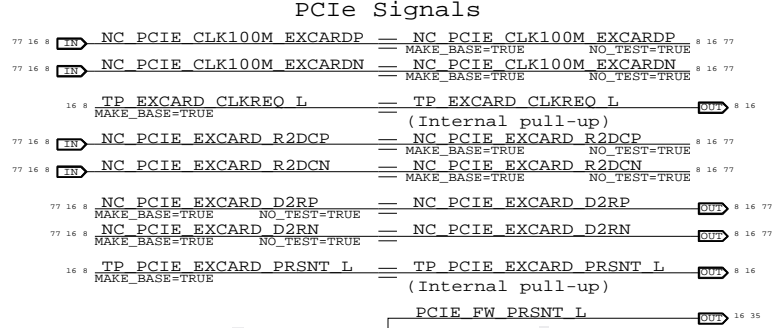 PCIe Signals
77 16 8 IN NC_PCIE_CLK100M_EXCARDP NC_PCIE_CLK100M_EXCARDP 8 16 77
MAKE_BASE=TRUE NO_TEST=TRUE
77 16 8 IN NC_PCIE_CLK100M_EXCARDN NC_PCIE_CLK100M_EXCARDN 8 16 77
MAKE_BASE=TRUE NO_TEST=TRUE
16 8 TP_EXCARD_CLKREQ_L TP_EXCARD_CLKREQ_L OUT 8 16
MAKE_BASE=TRUE
(Internal pull-up)
77 16 8 IN NC_PCIE_EXCARD_R2DCP NC_PCIE_EXCARD_R2DCP 8 16 77
MAKE_BASE=TRUE NO_TEST=TRUE
77 16 8 IN NC_PCIE_EXCARD_R2DCN NC_PCIE_EXCARD_R2DCN 8 16 77
MAKE_BASE=TRUE NO_TEST=TRUE
77 16 8 NC_PCIE_EXCARD_D2RP NC_PCIE_EXCARD_D2RP OUT 8 16 77
MAKE_BASE=TRUE NO_TEST=TRUE
77 16 8 NC_PCIE_EXCARD_D2RN NC_PCIE_EXCARD_D2RN OUT 8 16 77
MAKE_BASE=TRUE NO_TEST=TRUE
16 8 TP_PCIE_EXCARD_PRSNT_L TP_PCIE_EXCARD_PRSNT_L OUT 8 16
MAKE_BASE=TRUE
(Internal pull-up)
PCIE_FW_PRSNT_L OUT 16 35